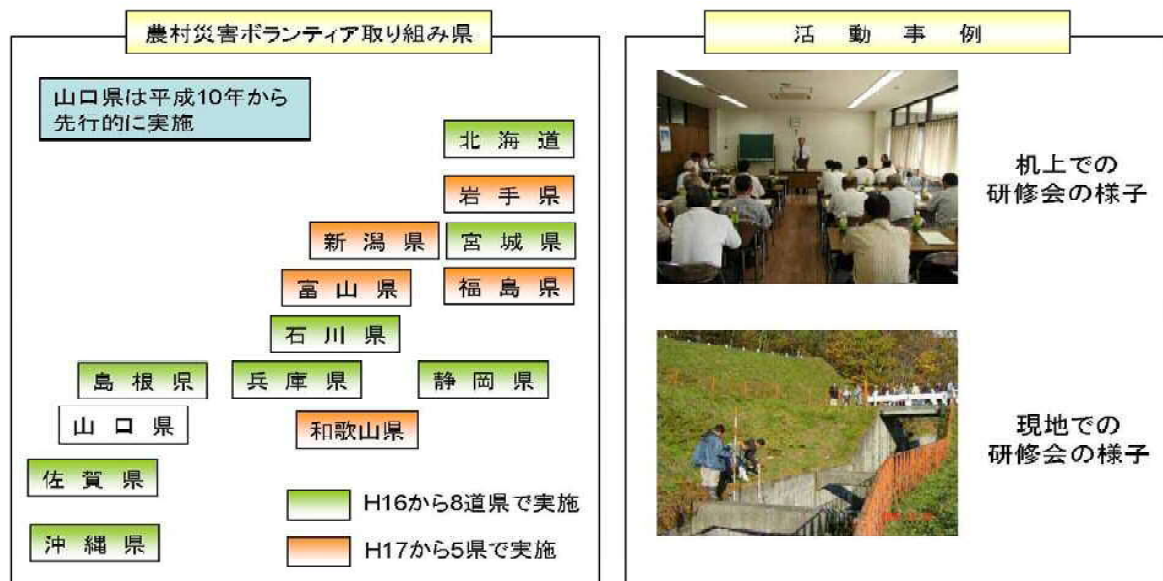 農村災害ボランティア取り組み県
山口県は平成10年から
先行的に実施
北海道
岩手県
新潟県
宮城県
富山県
福島県
石川県
島根県
兵庫県
静岡県
山口県
和歌山県
佐賀県
沖縄県
H16から8道県で実施
H17から5県で実施
活動事例
机上での
研修会の様子
現地での
研修会の様子